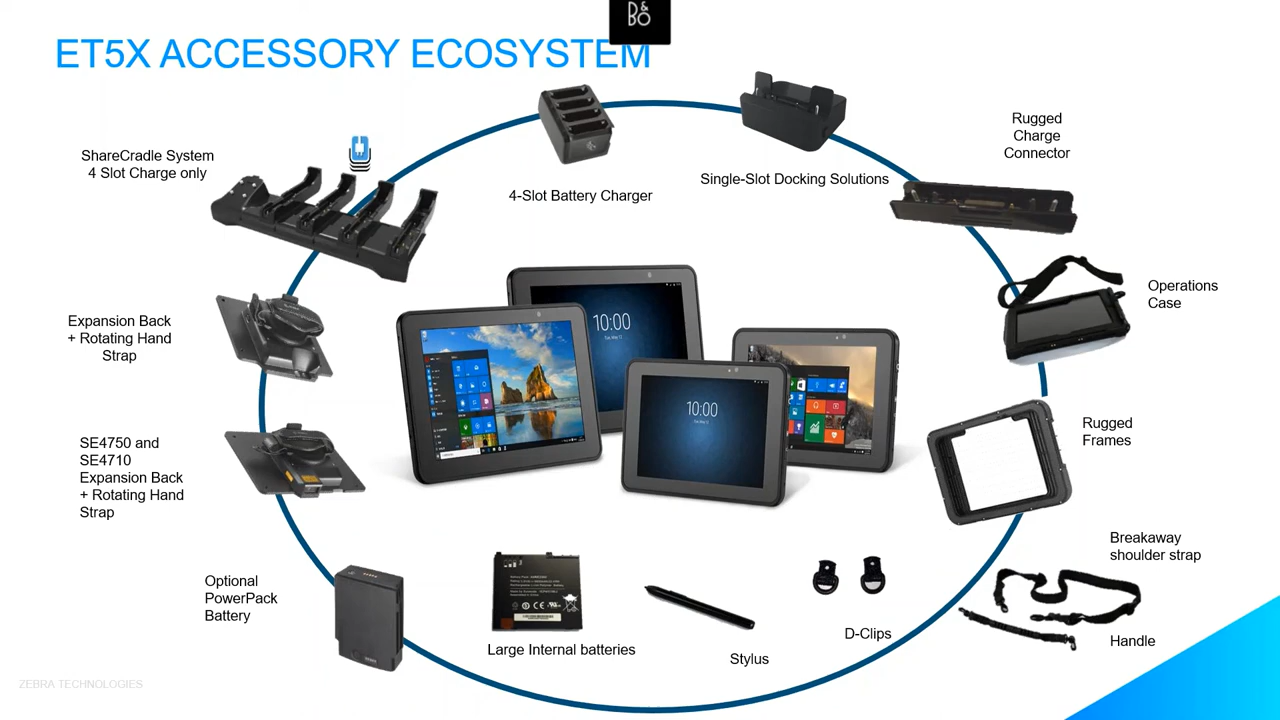 B&
BO
ET5X ACCESSORY ECOSYSTEM
ShareCradle System
4 Slot Charge only
4-Slot Battery Charger
Single-Slot Docking Solutions
Rugged
Charge
Connector
Operations
Case
Expansion Back
+ Rotating Hand
Strap
10:00
10:00
Rugged
Frames
SE4750 and
SE4710
Expansion Back
+ Rotating Hand
Strap
Breakaway
shoulder strap
Optional
PowerPack
Battery
Large Internal batteries
Stylus
D-Clips
Handle
ZEBRA TECHNOLOGIES